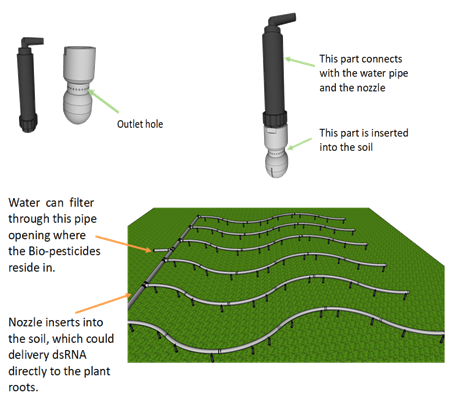 Outlet hole
This part connects
with the water pipe
and the nozzle
This part is inserted
into the soil
Water can filter
through this pipe
opening where
the Bio-pesticides
reside in.
Nozzle inserts into
the soil, which could
delivery dsRNA
directly to the plant
roots.